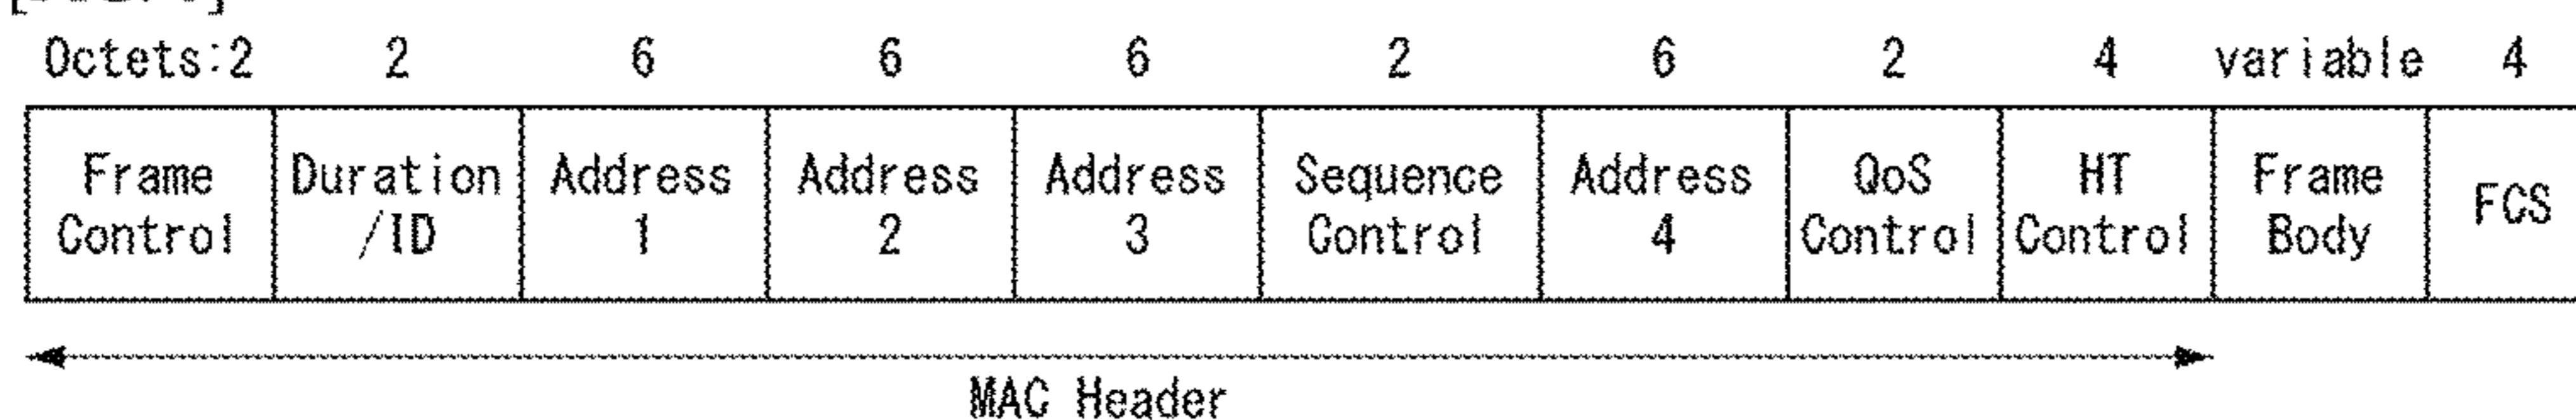 Octets:2 2 6 6 6 2 6 2 4 variable 4
Frame Control Duration /ID Address 1 Address 2 Address 3 Sequence Control Address 4 QoS Control HT Control Frame Body FCS
MAC Header